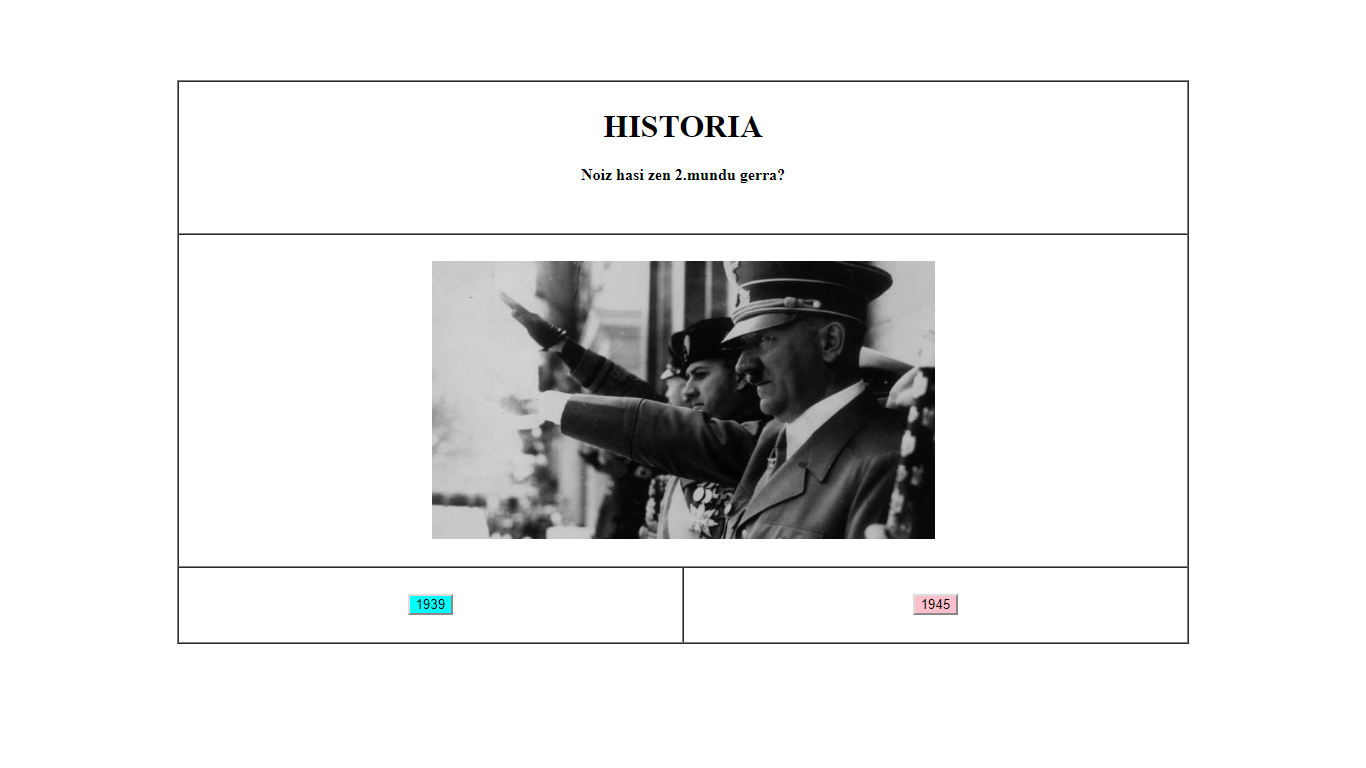 HISTORIA
Noiz hasi zen 2.mundu gerra?
1939
1945